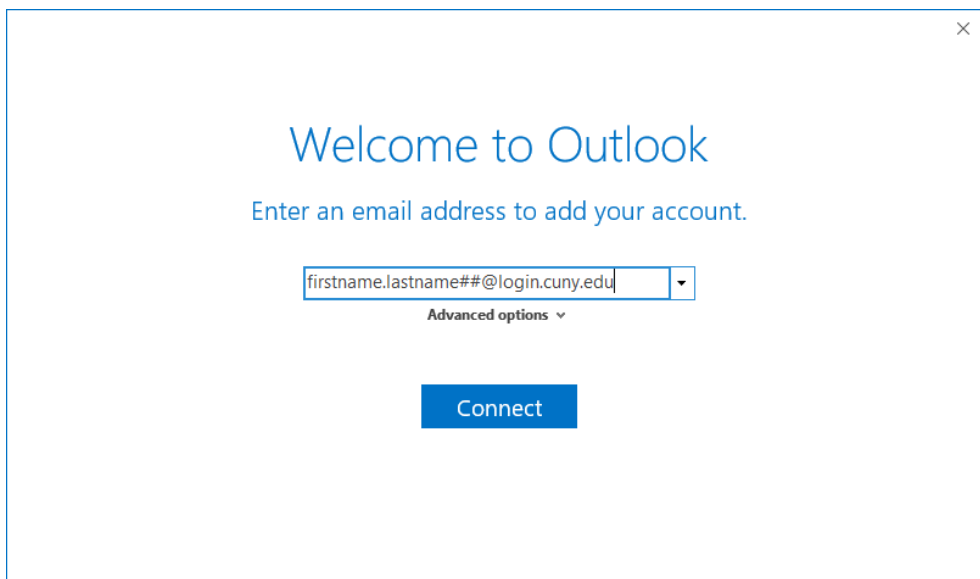 Welcome to Outlook
Enter an email address to add your account.
firstname.lastname##@login.cuny.edu
Advanced options
Connect